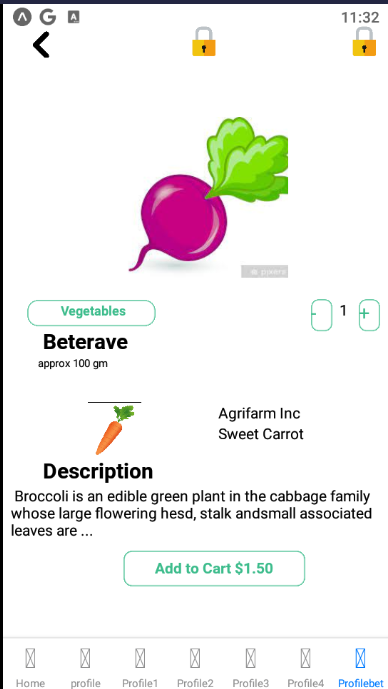 11:32
Vegetables
- 1 +
Beterave
approx 100 gm
Agrifarm Inc
Sweet Carrot
Description
Broccoli is an edible green plant in the cabbage family
whose large flowering hesd, stalk andsmall associated
leaves are ...
Add to Cart $1.50
Home profile Profile1 Profile2 Profile3 Profile4 Profilebet